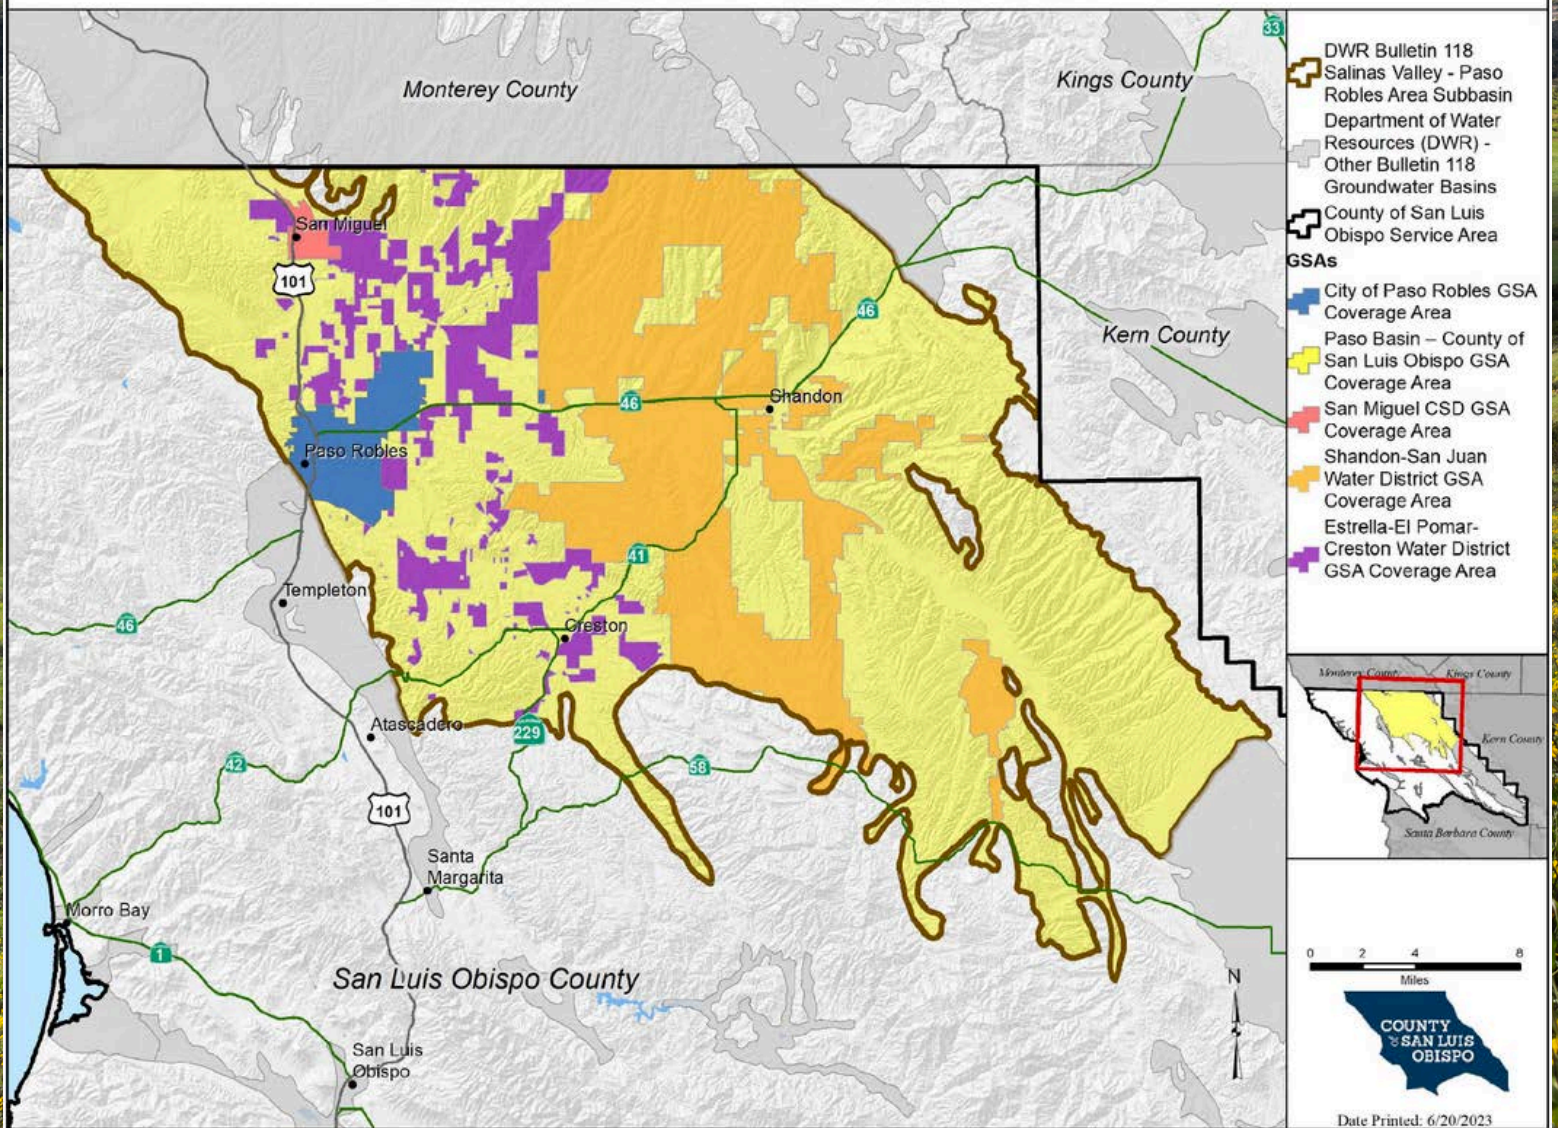 Monterey County
Kings County
33
San Miguel
101
Kern County
46
46
Shandon
Paso Robles
41
Templeton
46
Creston
Atascadero
229
42
58
101
Santa
Margarita
Morro Bay
1
San Luis Obispo County
N
San Luis
Obispo
DWR Bulletin 118
Salinas Valley - Paso
Robles Area Subbasin
Department of Water
Resources (DWR) -
Other Bulletin 118
Groundwater Basins
County of San Luis
Obispo Service Area
GSAs
City of Paso Robles GSA
Coverage Area
Paso Basin – County of
San Luis Obispo GSA
Coverage Area
San Miguel CSD GSA
Coverage Area
Shandon-San Juan
Water District GSA
Coverage Area
Estrella-El Pomar-
Creston Water District
GSA Coverage Area
Monterey County
Kings County
Kern County
Santa Barbara County
0 2 4 8
Miles
COUNTY
OF SAN LUIS
OBISPO
Date Printed: 6/20/2023